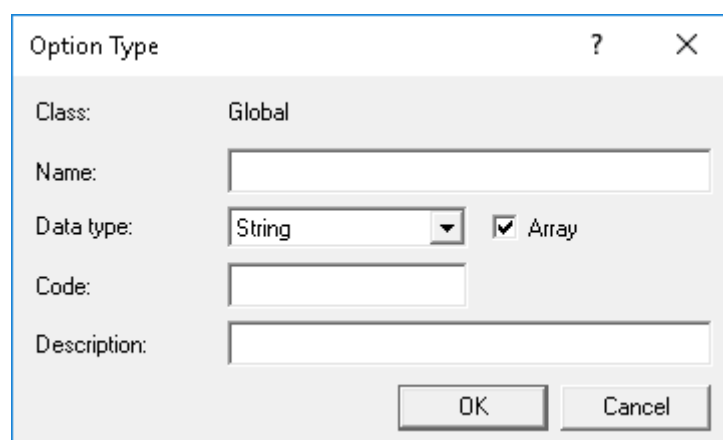 Option Type ?
Class: Global
Name:
Data type: String Array
Code:
Description:
OK Cancel